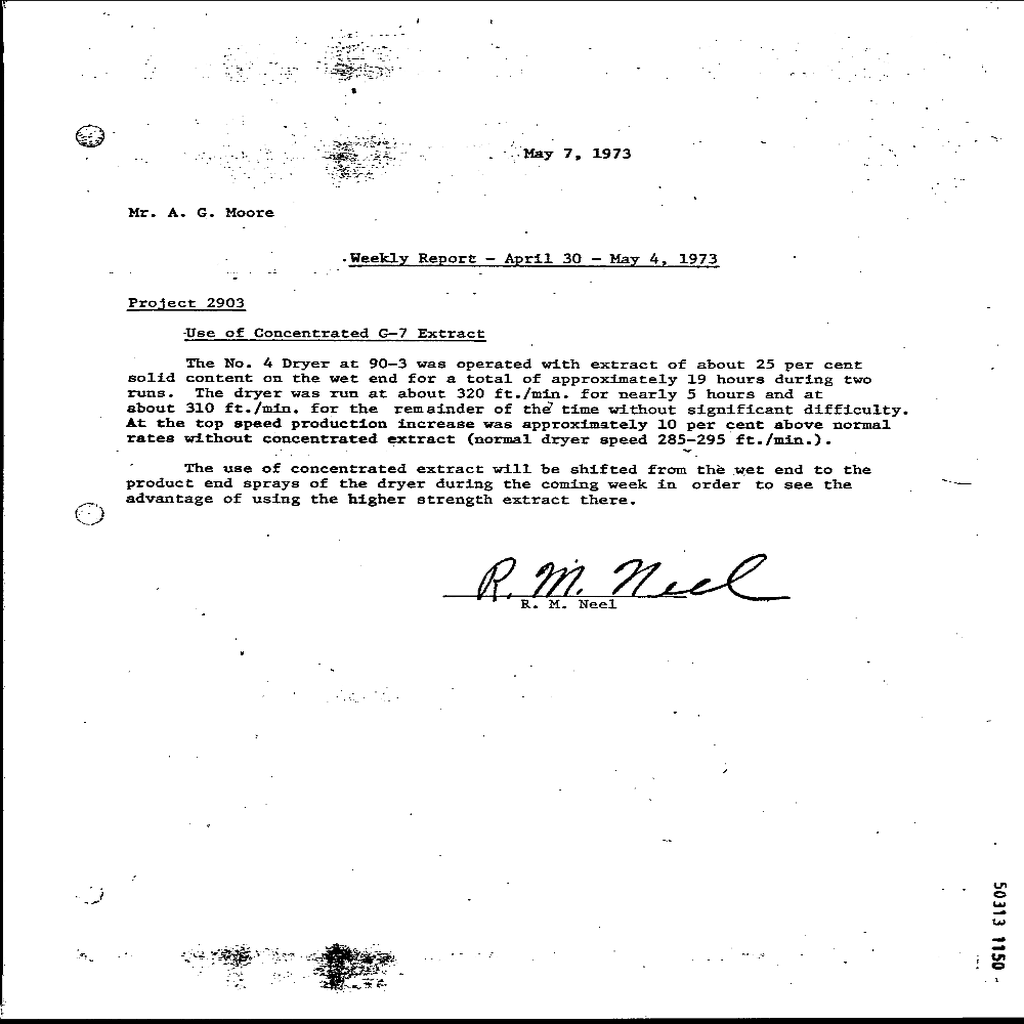 May 7, 1973
Mr. A. G. Moore
Weekly Report - April 30 - May 4, 1973
Project 2903
Use of Concentrated G-7 Extract
The No. 4 Dryer at 90-3 was operated with extract of about 25 per cent
solid content on the wet end for a total of approximately 19 hours during two
runs. The dryer was run at about 320 ft./min. for nearly 5 hours and at
about 310 ft./min. for the remainder of the time without significant difficulty.
At the top speed production increase was approximately 10 per cent above normal
rates without concentrated extract (normal dryer speed 285-295 ft./min.).
The use of concentrated extract will be shifted from the wet end to the
product end sprays of the dryer during the coming week in order to see the
advantage of using the higher strength extract there.
R. M. Neel
R. M. Neel
50313 1150